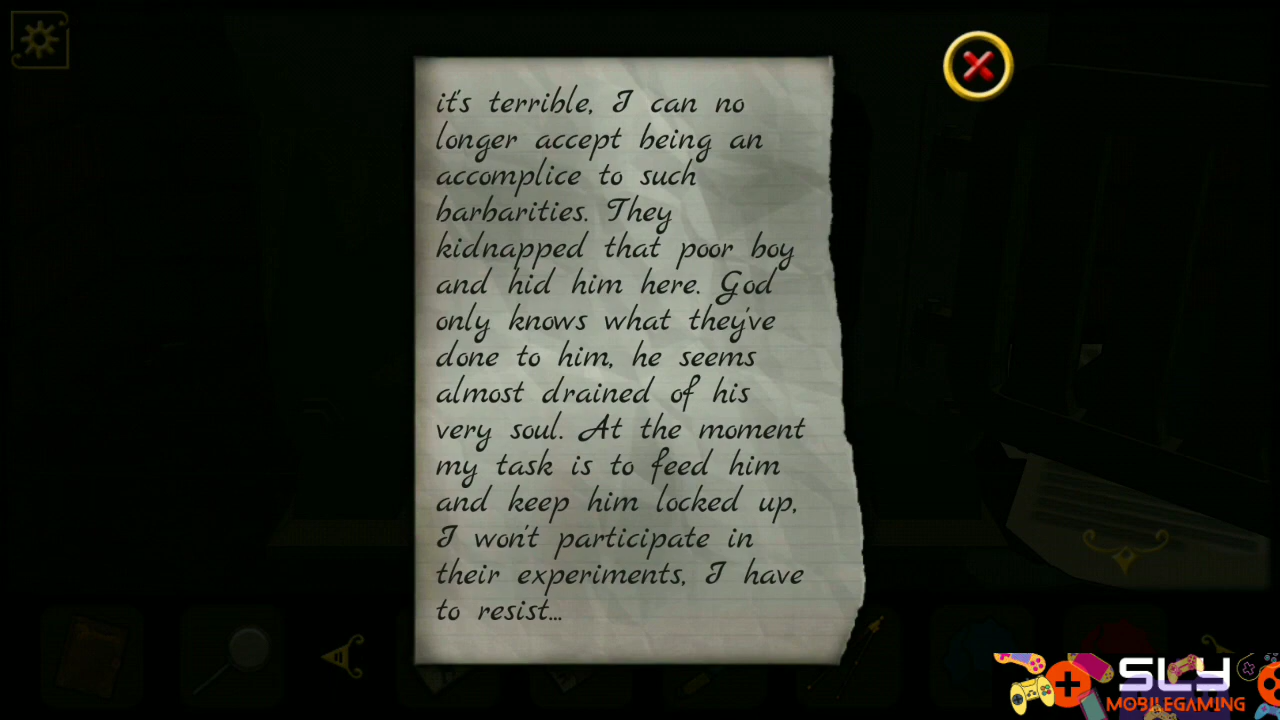 it's terrible, I can no
longer accept being an
accomplice to such
barbarities. They
kidnapped that poor boy
and hid him here. God
only knows what they've
done to him, he seems
almost drained of his
very soul. At the moment
my task is to feed him
and keep him locked up,
I won't participate in
their experiments, I have
to resist...
SLY
MOBILEGAMING